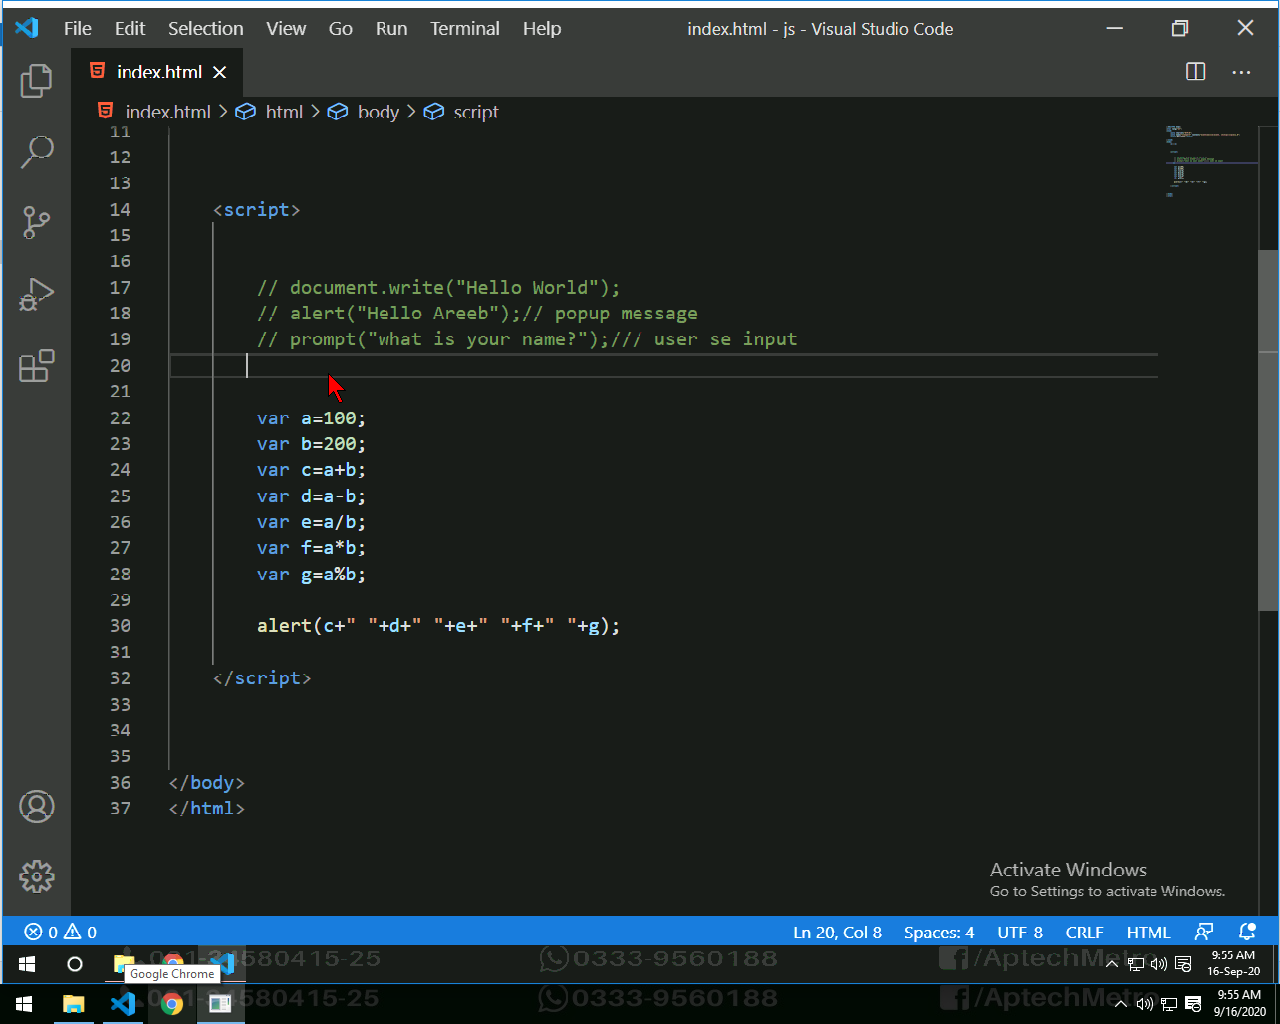 File Edit Selection View Go Run Terminal Help index.html - js - Visual Studio Code
index.html
index.html > html > body > script
11
12
13
14 <script>
15
16
17 // document.write("Hello World");
18 // alert("Hello Areeb");// popup message
19 // prompt("what is your name?");/// user se input
20
21
22 var a=100;
23 var b=200;
24 var c=a+b;
25 var d=a-b;
26 var e=a/b;
27 var f=a*b;
28 var g=a%b;
29
30 alert(c+" "+d+" "+e+" "+f+" "+g);
31
32 </script>
33
34
35
36 </body>
37 </html>
Activate Windows
Go to Settings to activate Windows.
0 0 Ln 20, Col 8 Spaces: 4 UTF 8 CRLF HTML
0333-9560188 /AptechMetro 9:55 AM
16-Sep-20
Google Chrome
0333-9560188 /AptechMetro 9:55 AM
9/16/2020